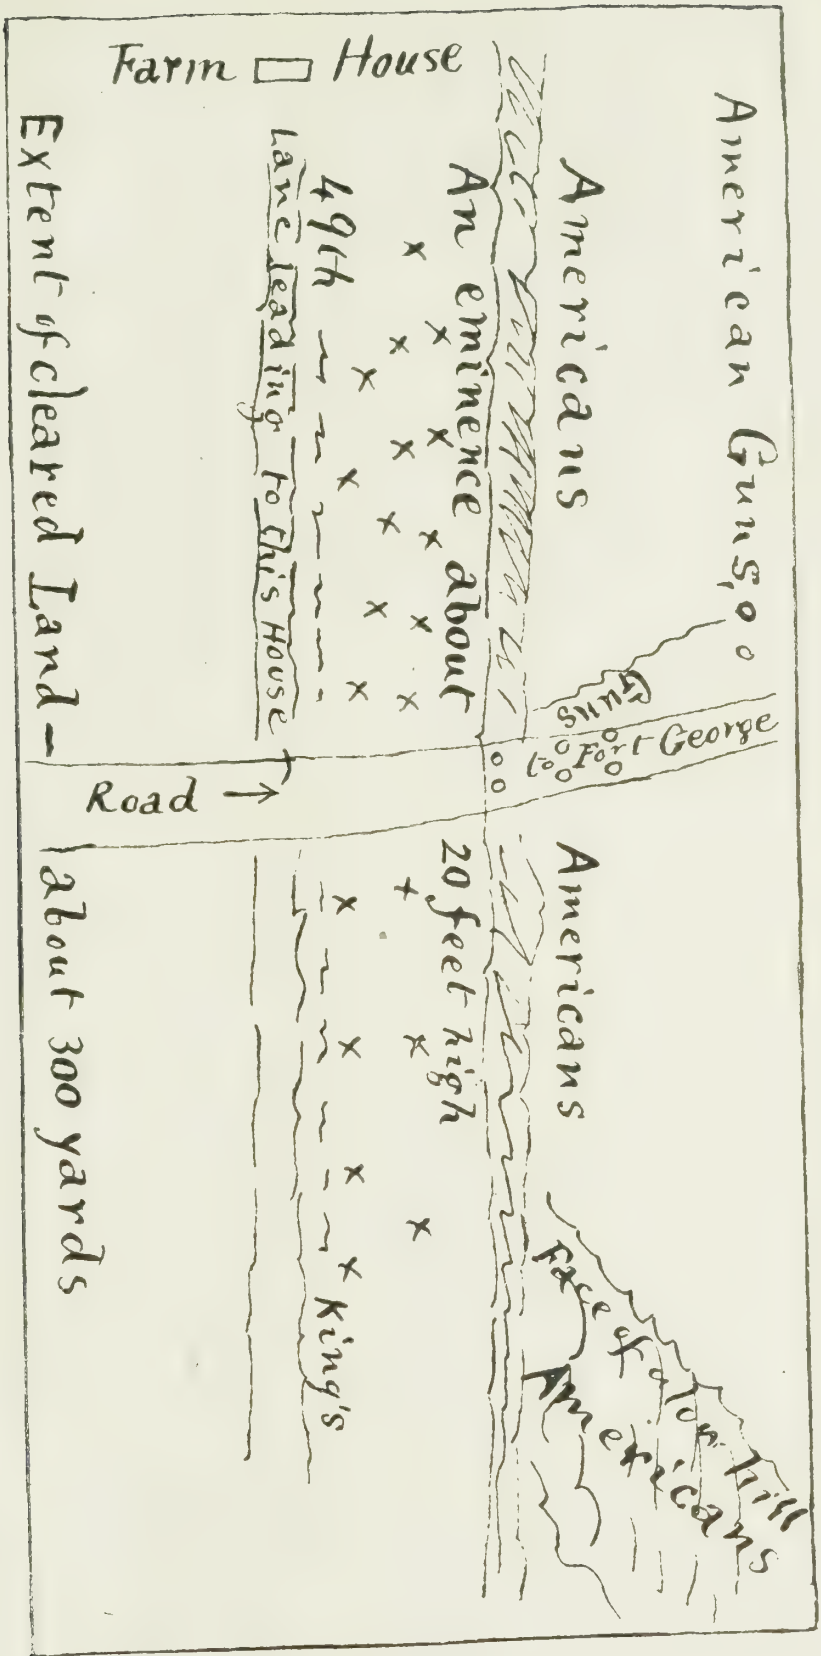 Farm House
American Guns
Americans
Guns
to Fort George
Americans
Face of a low hill
Americans
An eminence about 20 feet high
49th
King's
Lane leading to this House
Road →
Extent of cleared Land – about 300 yards